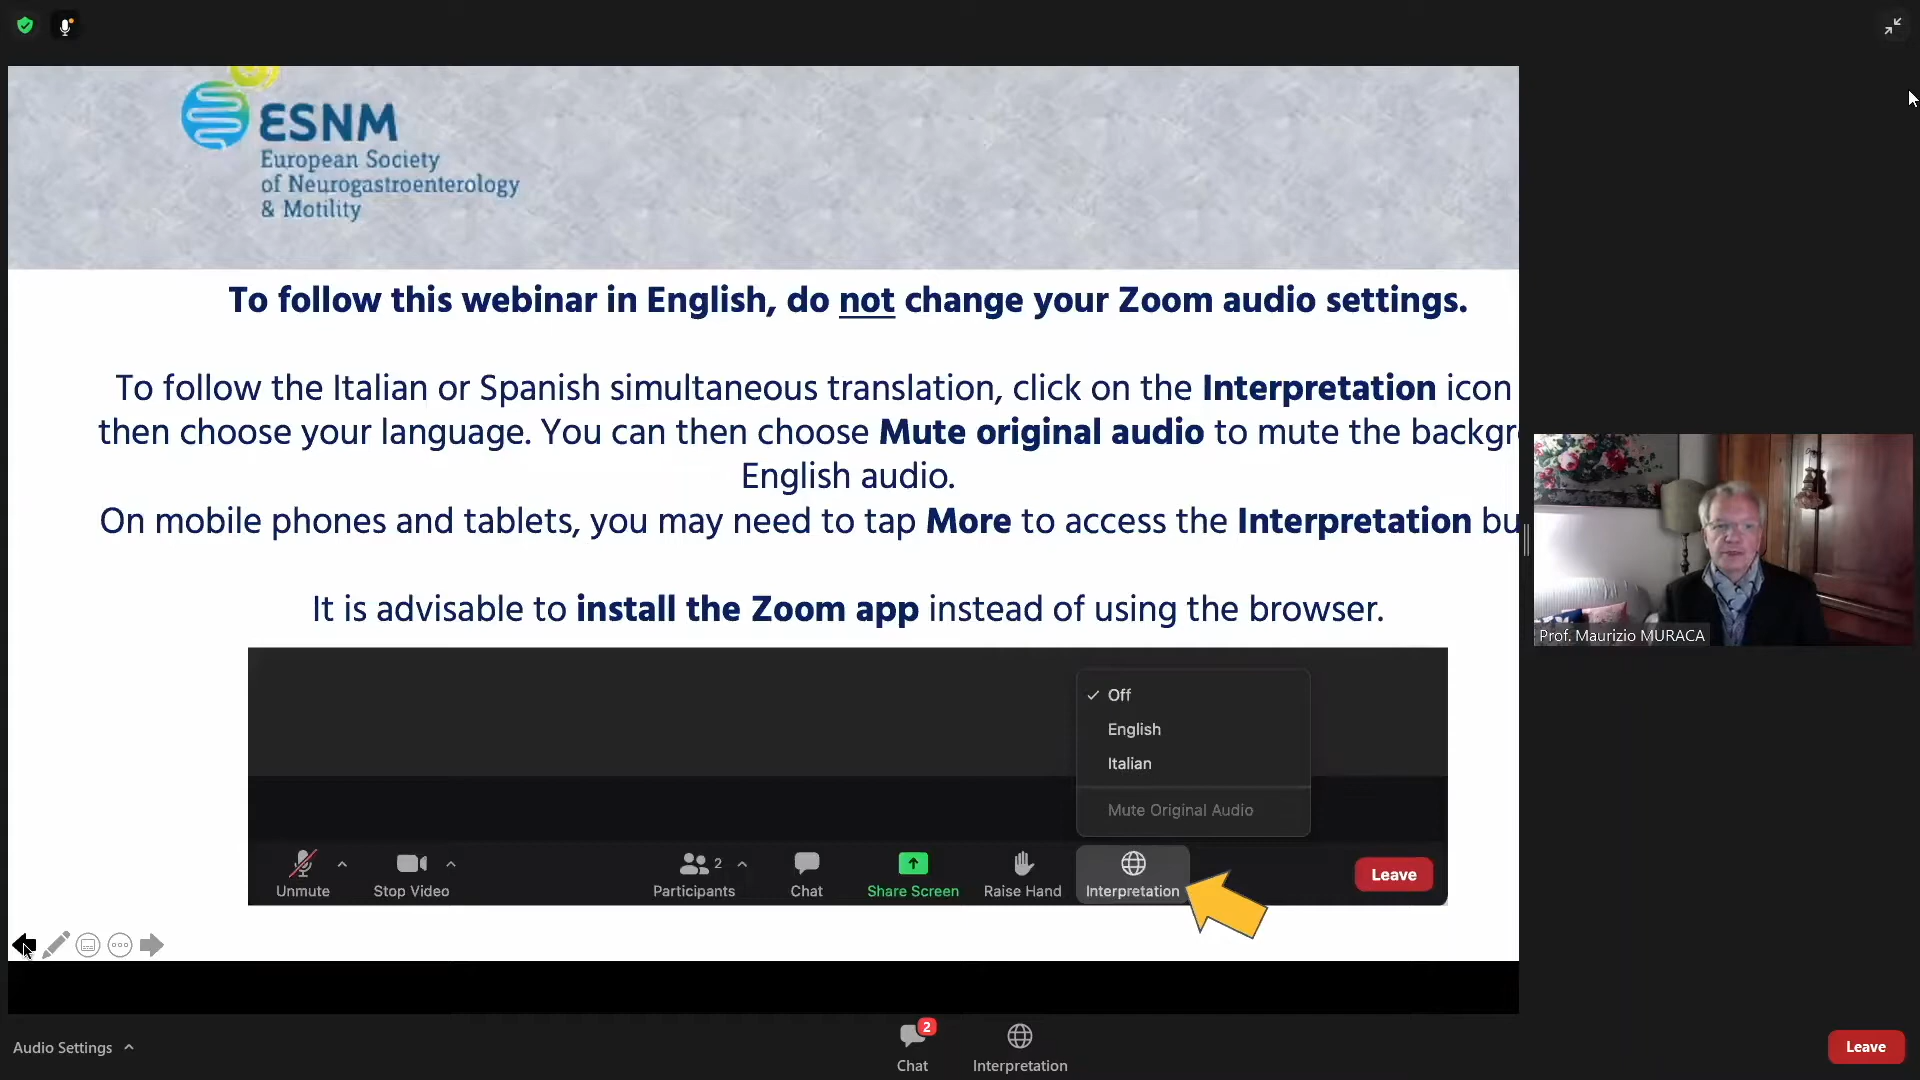 ESNM
European Society
of Neurogastroenterology
& Motility
To follow this webinar in English, do not change your Zoom audio settings.
To follow the Italian or Spanish simultaneous translation, click on the Interpretation icon
then choose your language. You can then choose Mute original audio to mute the backgr
English audio.
On mobile phones and tablets, you may need to tap More to access the Interpretation bu
It is advisable to install the Zoom app instead of using the browser.
Off
English
Italian
Mute Original Audio
Unmute
Stop Video
2
Participants
Chat
Share Screen
Raise Hand
Interpretation
Leave
Prof. Maurizio MURACA
Audio Settings
2
Chat
Interpretation
Leave